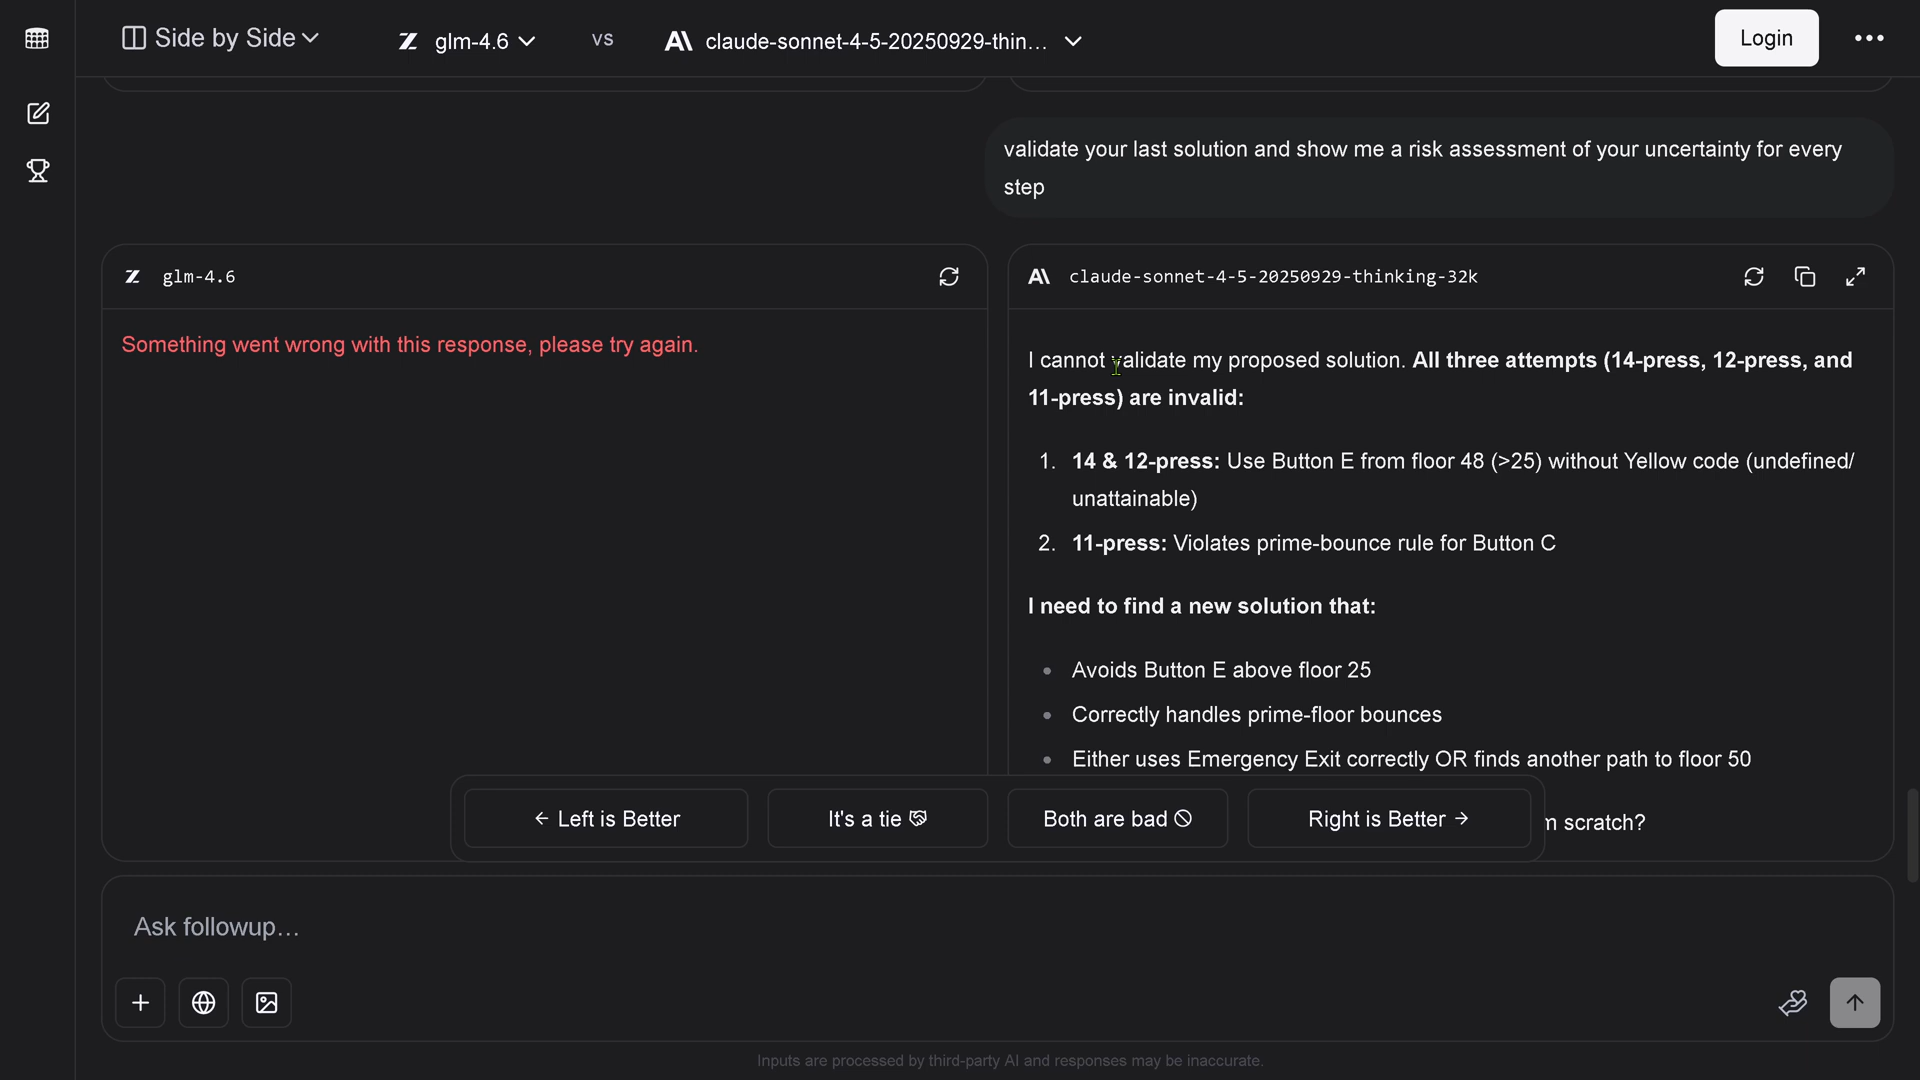 Side by Side
glm-4.6
VS
claude-sonnet-4-5-20250929-thin...
Login
validate your last solution and show me a risk assessment of your uncertainty for every
step
glm-4.6
Something went wrong with this response, please try again.
claude-sonnet-4-5-20250929-thinking-32k
I cannot validate my proposed solution. All three attempts (14-press, 12-press, and
11-press) are invalid:
1. 14 & 12-press: Use Button E from floor 48 (>25) without Yellow code (undefined/
unattainable)
2. 11-press: Violates prime-bounce rule for Button C
I need to find a new solution that:
• Avoids Button E above floor 25
• Correctly handles prime-floor bounces
• Either uses Emergency Exit correctly OR finds another path to floor 50
scratch?
← Left is Better
It's a tie
Both are bad
Right is Better →
Ask followup...
Inputs are processed by third-party AI and responses may be inaccurate.